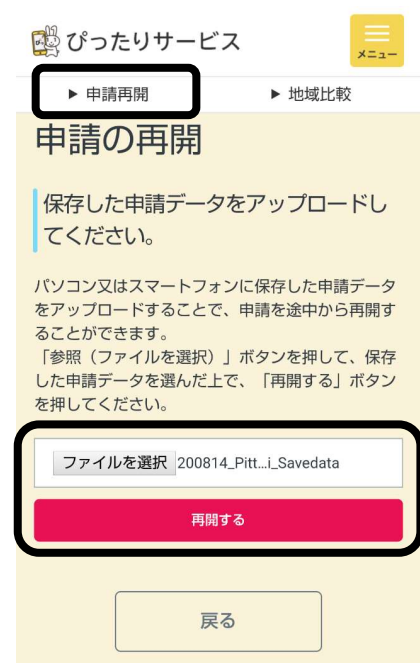 ぴったりサービス
メニュー
▶ 申請再開
▶ 地域比較
申請の再開
保存した申請データをアップロードし
てください。
パソコン又はスマートフォンに保存した申請データ
をアップロードすることで、申請を途中から再開す
ることができます。
「参照（ファイルを選択）」ボタンを押して、保存
した申請データを選んだ上で、「再開する」ボタン
を押してください。
ファイルを選択 200814_Pitt...i_Savedata
再開する
戻る